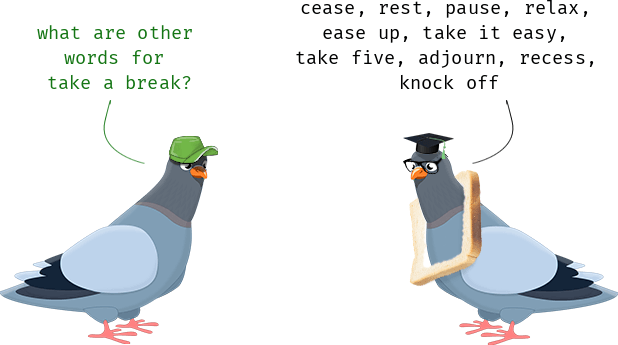 what are other
words for
take a break?
cease, rest, pause, relax,
ease up, take it easy,
take five, adjourn, recess,
knock off